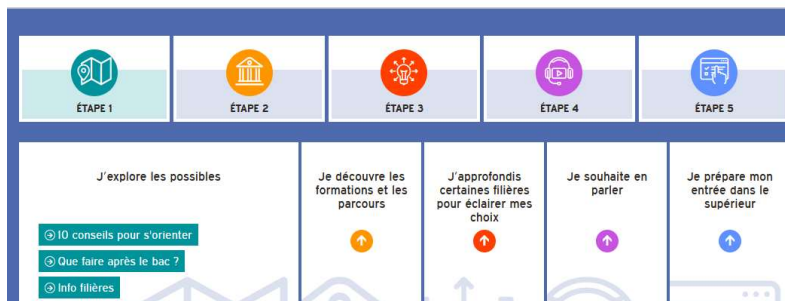 ÉTAPE 1
ÉTAPE 2
ÉTAPE 3
ÉTAPE 4
ÉTAPE 5
J'explore les possibles
10 conseils pour s'orienter
Que faire après le bac ?
Info filières
Je découvre les
formations et les
parcours
J'approfondis
certaines filières
pour éclairer mes
choix
Je souhaite en
parler
Je prépare mon
entrée dans le
supérieur